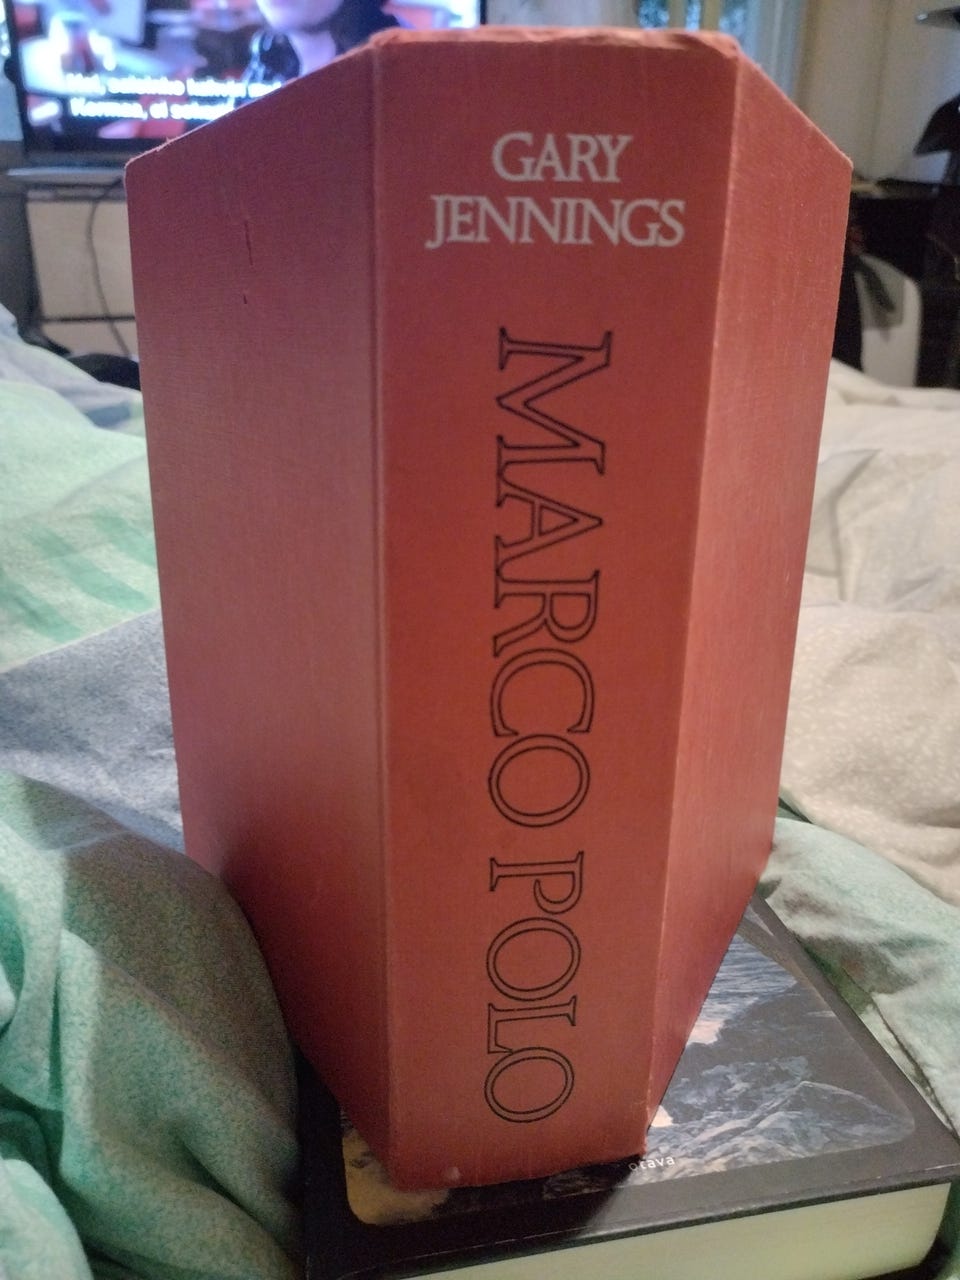 GARY
JENNINGS
MARCO POLO
otava